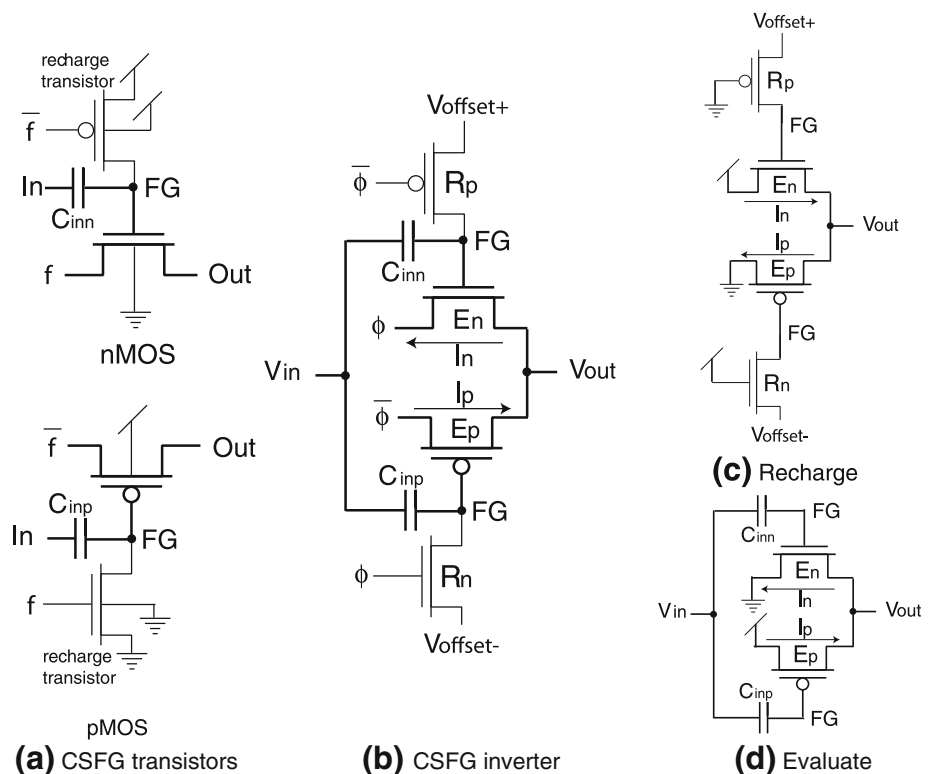 recharge
transistor
f̅
In
Cinn
FG
f
Out
nMOS
f̅
Out
Cinp
In
FG
f
recharge
transistor
pMOS
(a) CSFG transistors
Voffset+
ϕ̅
Rp
Cinn
FG
ϕ
En
In
Vin
Vout
Ip
ϕ̅
Ep
Cinp
FG
ϕ
Rn
Voffset-
(b) CSFG inverter
Voffset+
Rp
FG
En
In
Vout
Ip
Ep
FG
Rn
Voffset-
(c) Recharge
FG
Cinn
En
In
Vin
Vout
Ip
Ep
Cinp
FG
(d) Evaluate